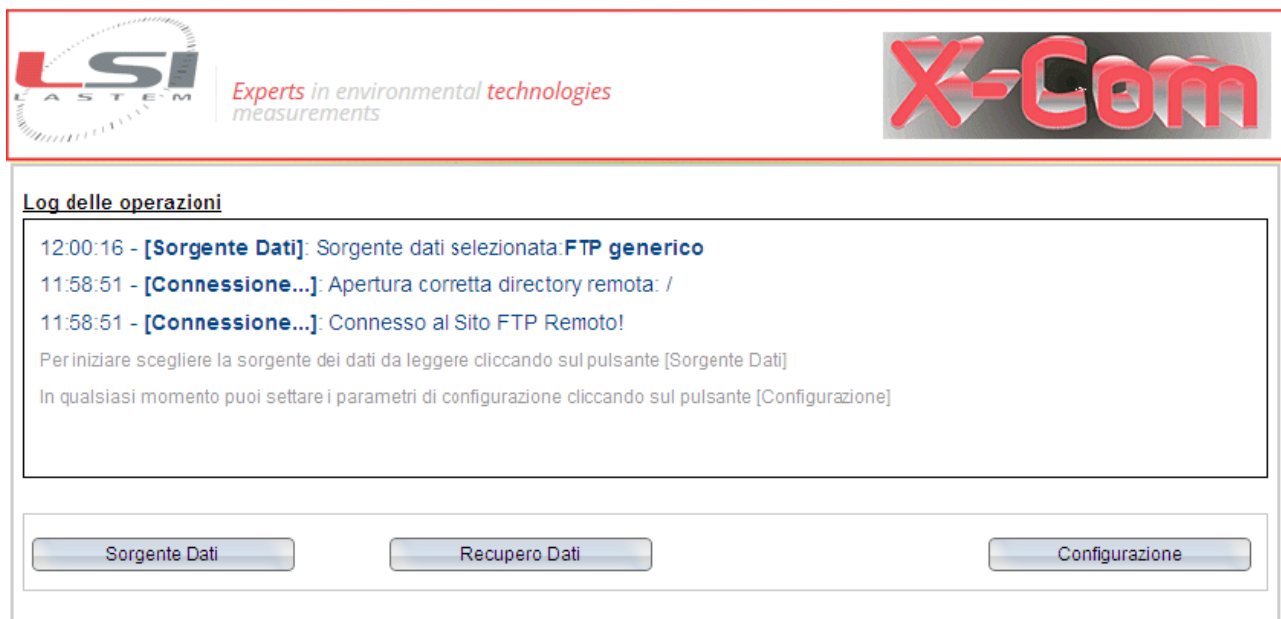 LSI
LASTEM
Experts in environmental technologies
measurements
X-Com
Log delle operazioni
12:00:16 - [Sorgente Dati]: Sorgente dati selezionata:FTP generico
11:58:51 - [Connessione...]: Apertura corretta directory remota: /
11:58:51 - [Connessione...]: Connesso al Sito FTP Remoto!
Per iniziare scegliere la sorgente dei dati da leggere cliccando sul pulsante [Sorgente Dati]
In qualsiasi momento puoi settare i parametri di configurazione cliccando sul pulsante [Configurazione]
Sorgente Dati
Recupero Dati
Configurazione